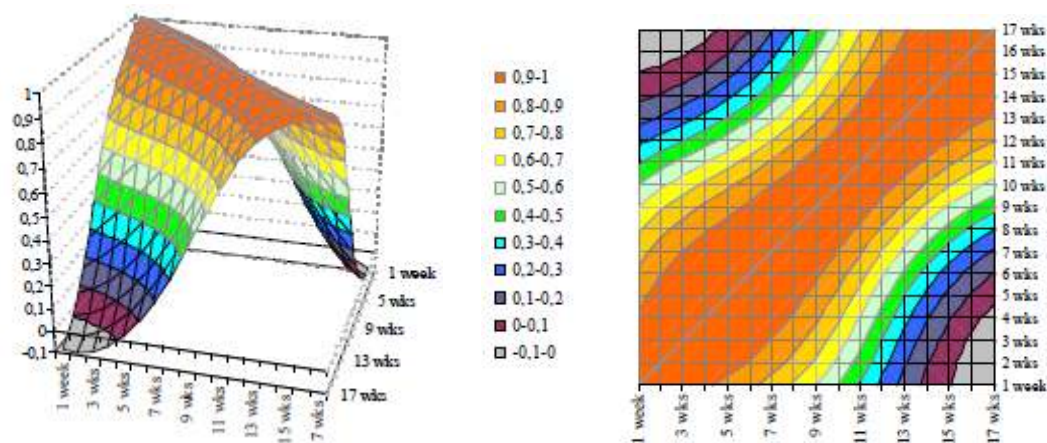 1
0,9
0,8
0,7
0,6
0,5
0,4
0,3
0,2
0,1
0
-0,1
1 week
3 wks
5 wks
7 wks
9 wks
11 wks
13 wks
15 wks
7 wks
1 week
5 wks
9 wks
13 wks
17 wks
0,9-1
0,8-0,9
0,7-0,8
0,6-0,7
0,5-0,6
0,4-0,5
0,3-0,4
0,2-0,3
0,1-0,2
0-0,1
-0,1-0
17 wks
16 wks
15 wks
14 wks
13 wks
12 wks
11 wks
10 wks
9 wks
8 wks
7 wks
6 wks
5 wks
4 wks
3 wks
2 wks
1 week
1 week
3 wks
5 wks
7 wks
9 wks
11 wks
13 wks
15 wks
17 wks